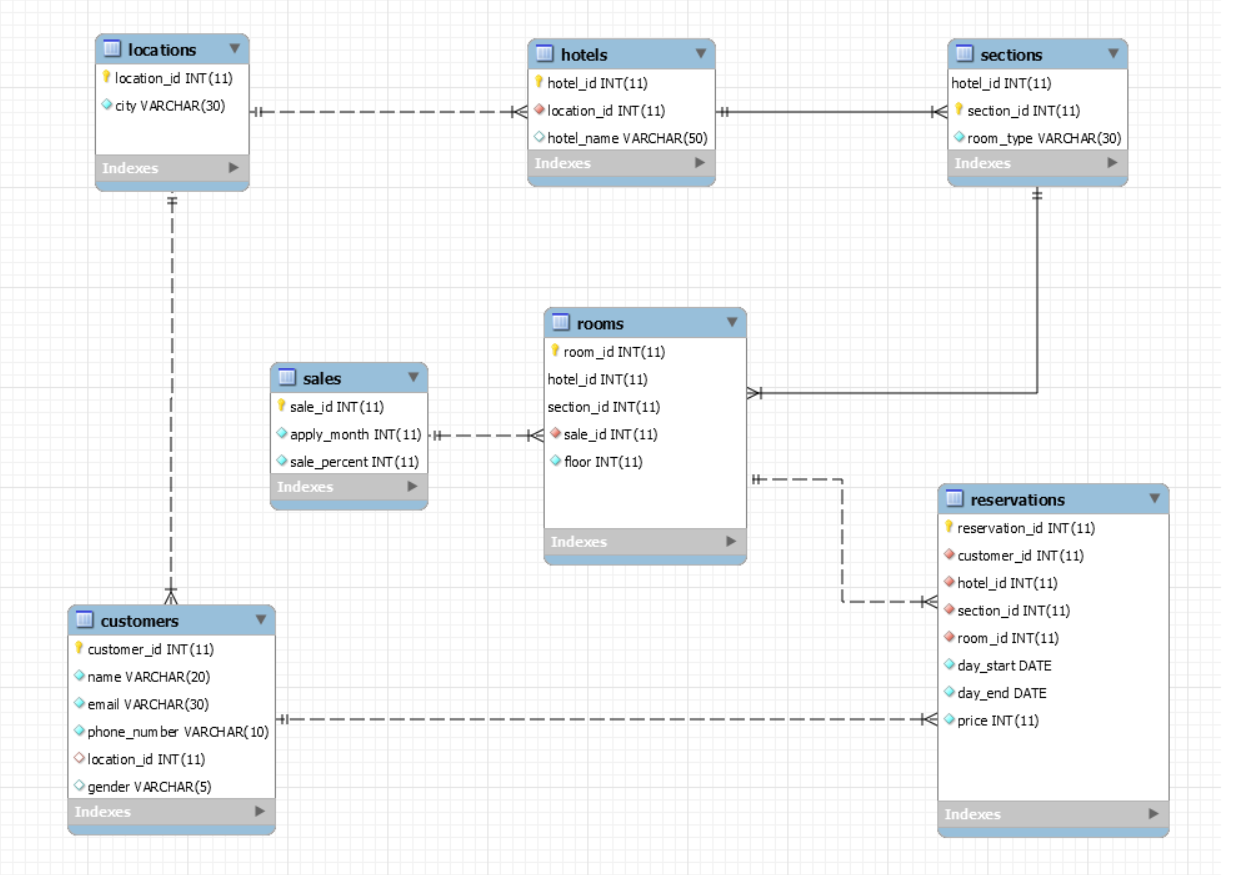 locations
location_id INT(11)
city VARCHAR(30)
Indexes
hotels
hotel_id INT(11)
location_id INT(11)
hotel_name VARCHAR(50)
Indexes
sections
hotel_id INT(11)
section_id INT(11)
room_type VARCHAR(30)
Indexes
rooms
room_id INT(11)
hotel_id INT(11)
section_id INT(11)
sale_id INT(11)
floor INT(11)
Indexes
sales
sale_id INT(11)
apply_month INT(11)
sale_percent INT(11)
Indexes
reservations
reservation_id INT(11)
customer_id INT(11)
hotel_id INT(11)
section_id INT(11)
room_id INT(11)
day_start DATE
day_end DATE
price INT(11)
Indexes
customers
customer_id INT(11)
name VARCHAR(20)
email VARCHAR(30)
phone_number VARCHAR(10)
location_id INT(11)
gender VARCHAR(5)
Indexes